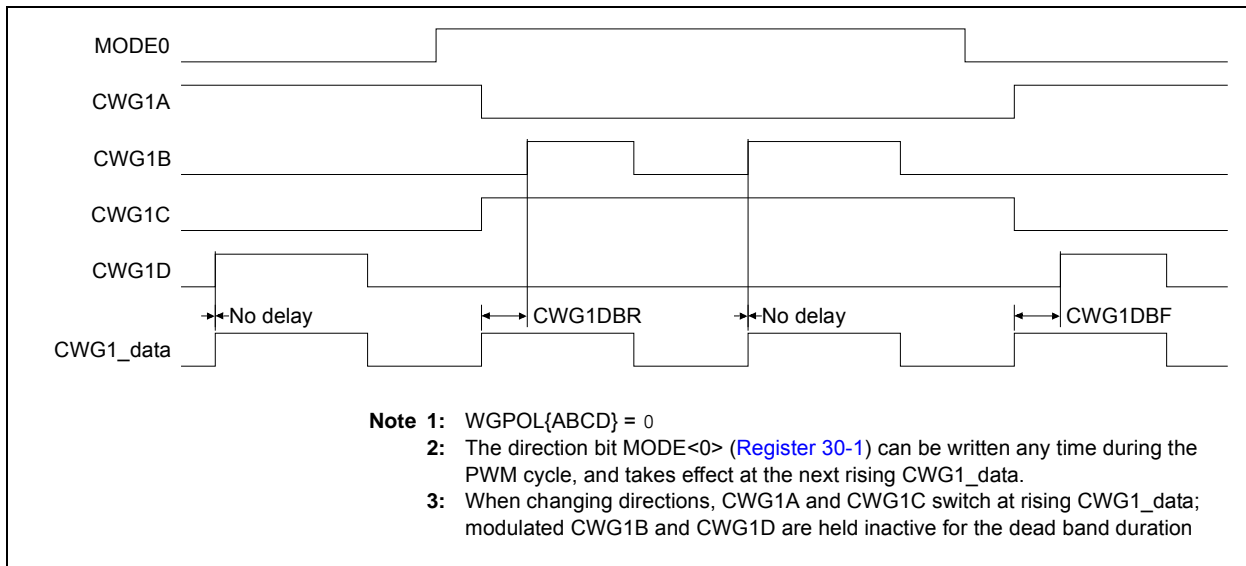 MODE0
CWG1A
CWG1B
CWG1C
CWG1D
No delay
CWG1DBR
No delay
CWG1DBF
CWG1_data
Note 1: WGPOL{ABCD} = 0
2: The direction bit MODE<0> (Register 30-1) can be written any time during the
PWM cycle, and takes effect at the next rising CWG1_data.
3: When changing directions, CWG1A and CWG1C switch at rising CWG1_data;
modulated CWG1B and CWG1D are held inactive for the dead band duration